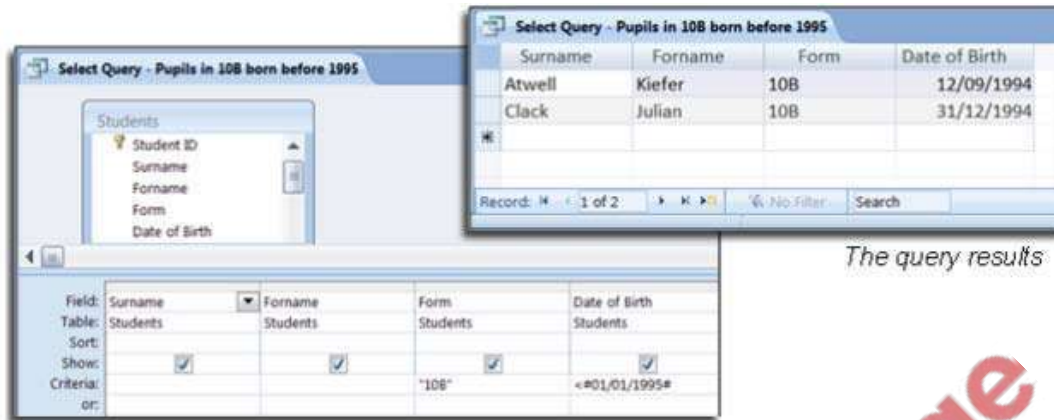 Select Query - Pupils in 10B born before 1995
Students
Student ID
Surname
Forname
Form
Date of Birth
Field: Surname Forname Form Date of Birth
Table: Students Students Students Students
Sort:
Show:
Criteria: "10B" <#01/01/1995#
or:
Select Query - Pupils in 10B born before 1995
Surname Forname Form Date of Birth
Atwell Kiefer 10B 12/09/1994
Clack Julian 10B 31/12/1994
Record: 1 of 2 No Filter Search
The query results